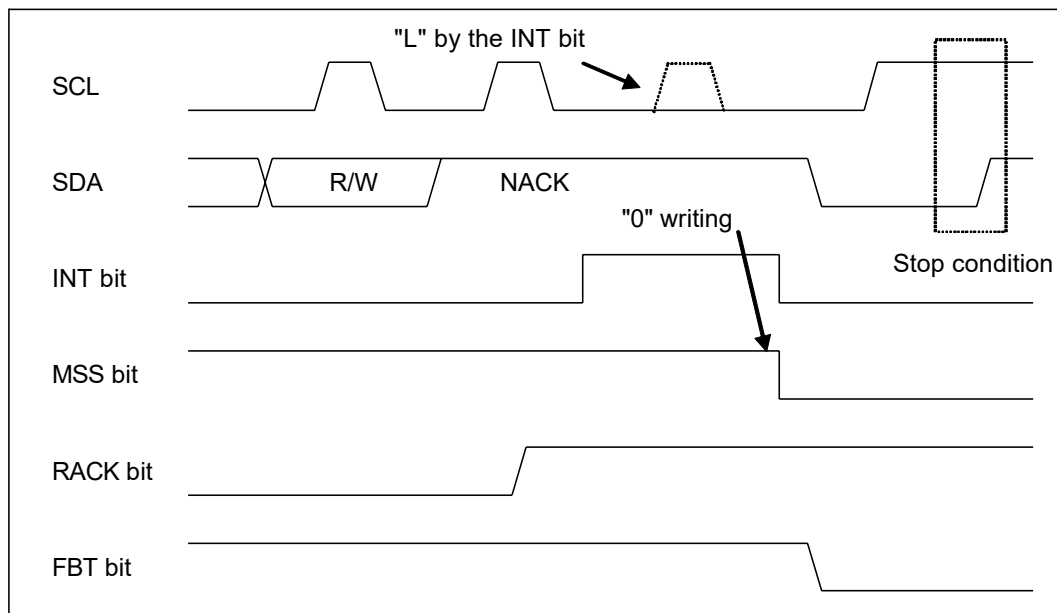 "L" by the INT bit
SCL
SDA
R/W
NACK
"0" writing
Stop condition
INT bit
MSS bit
RACK bit
FBT bit